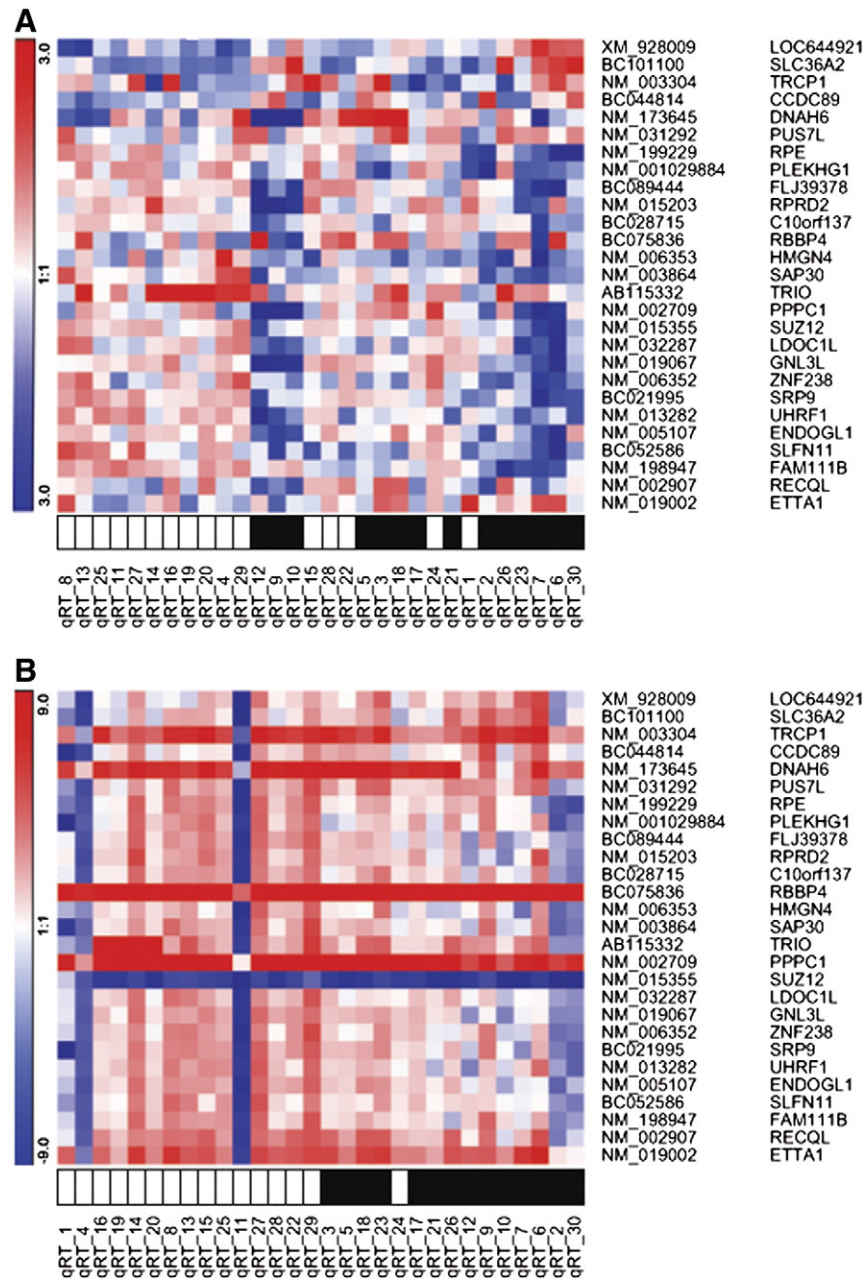 A
3.0
1:1
3.0
XM_928009 LOC644921
BC101100 SLC36A2
NM_003304 TRCP1
BC044814 CCDC89
NM_173645 DNAH6
NM_031292 PUS7L
NM_199229 RPE
NM_001029884 PLEKHG1
BC089444 FLJ39378
NM_015203 RPRD2
BC028715 C10orf137
BC075836 RBBP4
NM_006353 HMGN4
NM_003864 SAP30
AB115332 TRIO
NM_002709 PPPC1
NM_015355 SUZ12
NM_032287 LDOC1L
NM_019067 GNL3L
NM_006352 ZNF238
BC021995 SRP9
NM_013282 UHRF1
NM_005107 ENDOGL1
BC052586 SLFN11
NM_198947 FAM111B
NM_002907 RECQL
NM_019002 ETTA1
qRT_8
qRT_13
qRT_25
qRT_11
qRT_27
qRT_14
qRT_16
qRT_19
qRT_20
qRT_4
qRT_29
qRT_12
qRT_9
qRT_10
qRT_15
qRT_28
qRT_22
qRT_5
qRT_3
qRT_18
qRT_17
qRT_24
qRT_21
qRT_1
qRT_2
qRT_26
qRT_23
qRT_7
qRT_6
qRT_30
B
9.0
1:1
-9.0
XM_928009 LOC644921
BC101100 SLC36A2
NM_003304 TRCP1
BC044814 CCDC89
NM_173645 DNAH6
NM_031292 PUS7L
NM_199229 RPE
NM_001029884 PLEKHG1
BC089444 FLJ39378
NM_015203 RPRD2
BC028715 C10orf137
BC075836 RBBP4
NM_006353 HMGN4
NM_003864 SAP30
AB115332 TRIO
NM_002709 PPPC1
NM_015355 SUZ12
NM_032287 LDOC1L
NM_019067 GNL3L
NM_006352 ZNF238
BC021995 SRP9
NM_013282 UHRF1
NM_005107 ENDOGL1
BC052586 SLFN11
NM_198947 FAM111B
NM_002907 RECQL
NM_019002 ETTA1
qRT_1
qRT_4
qRT_16
qRT_19
qRT_14
qRT_20
qRT_8
qRT_13
qRT_15
qRT_25
qRT_11
qRT_27
qRT_28
qRT_22
qRT_29
qRT_3
qRT_5
qRT_18
qRT_23
qRT_24
qRT_17
qRT_21
qRT_26
qRT_12
qRT_9
qRT_10
qRT_7
qRT_6
qRT_2
qRT_30